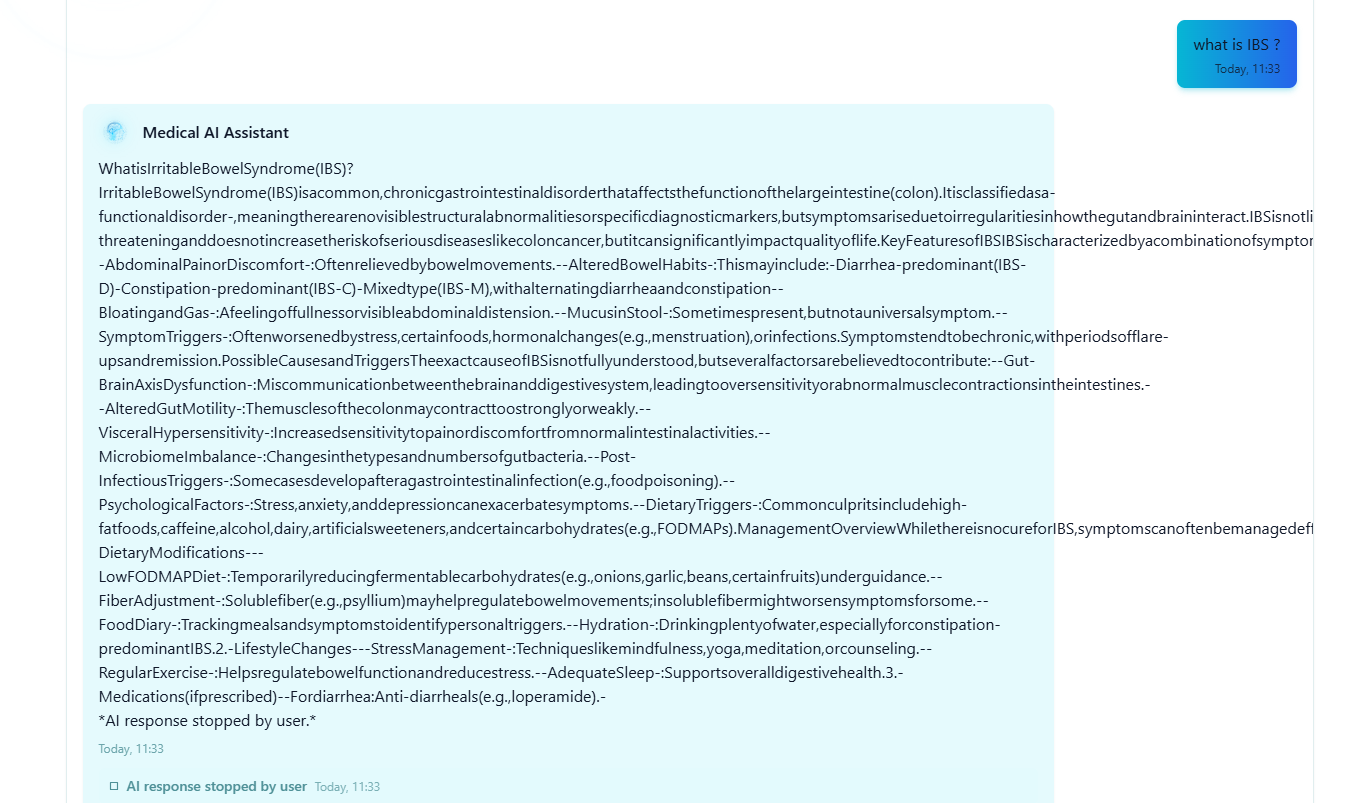 what is IBS ?
Today, 11:33
Medical AI Assistant
WhatisIrritableBowelSyndrome(IBS)?
IrritableBowelSyndrome(IBS)isacommon,chronicgastrointestinaldisorderthataffectsthefunctionofthelargeintestine(colon).Itisclassifiedasa-
functionaldisorder-,meaningtherearenovisiblestructuralabnormalitiesorspecificdiagnosticmarkers,butsymptomsariseduetoirregularitiesinhowthegutandbraininteract.IBSisnotli
threateninganddoesnotincreasetheriskofseriousdiseaseslikecoloncancer,butitcansignificantlyimpactqualityoflife.KeyFeaturesofIBSIBSischaracterizedbyacombinationofsymptor
-AbdominalPainorDiscomfort-:Oftenrelievedbybowelmovements.--AlteredBowelHabits-:Thismayinclude:-Diarrhea-predominant(IBS-
D)-Constipation-predominant(IBS-C)-Mixedtype(IBS-M),withalternatingdiarrheaandconstipation--
BloatingandGas-:Afeelingoffullnessorvisibleabdominaldistension.--MucusinStool-:Sometimespresent,butnotauniversalsymptom.--
SymptomTriggers-:Oftenworsenedbystress,certainfoods,hormonalchanges(e.g.,menstruation),orinfections.Symptomstendtobechronic,withperiodsofflare-
upsandremission.PossibleCausesandTriggersTheexactcauseofIBSisnotfullyunderstood,butseveralfactorsarebelievedtocontribute:--Gut-
BrainAxisDysfunction-:Miscommunicationbetweenthebrainanddigestivesystem,leadingtooversensitivityorabnormalmusclecontractionsintheintestines.-
-AlteredGutMotility-:Themusclesofthecolonmaycontracttoostronglyorweakly.--
VisceralHypersensitivity-:Increasedsensitivitytopainordiscomfortfromnormalintestinalactivities.--
MicrobiomeImbalance-:Changesinthetypesandnumbersofgutbacteria.--Post-
InfectiousTriggers-:Somecasesdevelopafteragastrointestinalinfection(e.g.,foodpoisoning).--
PsychologicalFactors-:Stress,anxiety,anddepressioncanexacerbatesymptoms.--DietaryTriggers-:Commonculpritsincludehigh-
fatfoods,caffeine,alcohol,dairy,artificialsweeteners,andcertaincarbohydrates(e.g.,FODMAPs).ManagementOverviewWhilethereisnocureforIBS,symptomscanoftenbemanagedeff
DietaryModifications---
LowFODMAPDiet-:Temporarilyreducingfermentablecarbohydrates(e.g.,onions,garlic,beans,certainfruits)underguidance.--
FiberAdjustment-:Solublefiber(e.g.,psyllium)mayhelpregulatebowelmovements;insolublefibermightworsensymptomsforsome.--
FoodDiary-:Trackingmealsandsymptomstoidentifypersonaltriggers.--Hydration-:Drinkingplentyofwater,especiallyforconstipation-
predominantIBS.2.-LifestyleChanges---StressManagement-:Techniqueslikemindfulness,yoga,meditation,orcounseling.--
RegularExercise-:Helpsregulatebowelfunctionandreducestress.--AdequateSleep-:Supportsoveralldigestivehealth.3.-
Medications(ifprescribed)--Fordiarrhea:Anti-diarrheals(e.g.,loperamide).-
*AI response stopped by user.*
Today, 11:33
AI response stopped by user Today, 11:33